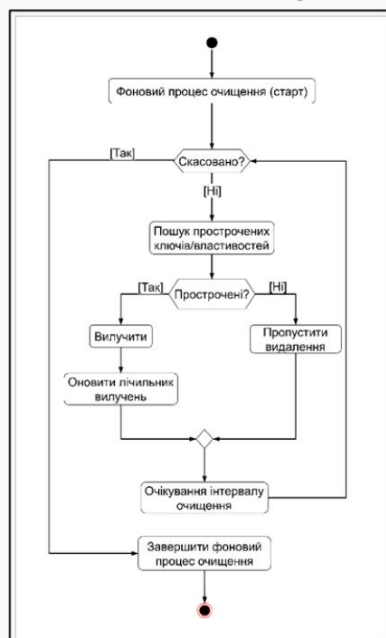 Фоновий процес очищення (старт)
[Так]
Скасовано?
[Ні]
Пошук прострочених
ключів/властивостей
[Так]
Прострочені?
[Ні]
Вилучити
Пропустити
видалення
Оновити лічильник
вилучень
Очікування інтервалу
очищення
Завершити фоновий
процес очищення